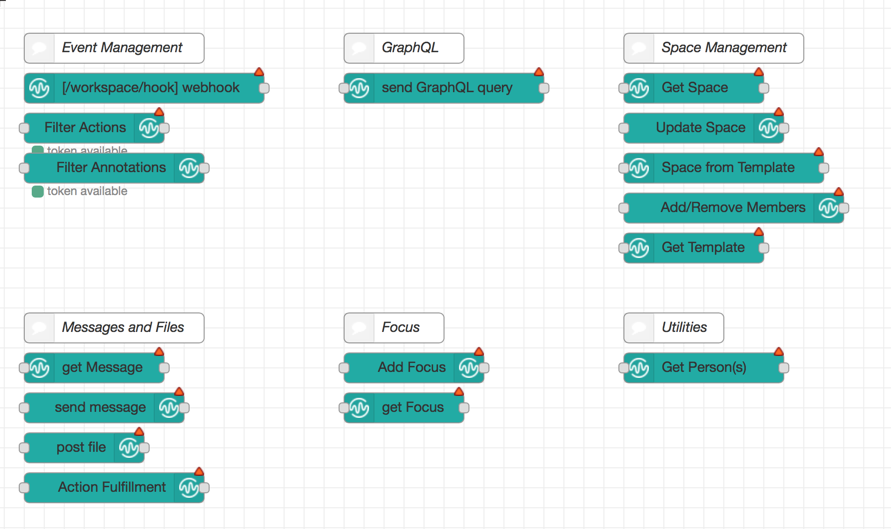 Event Management
[/workspace/hook] webhook
Filter Actions
token available
Filter Annotations
token available
GraphQL
send GraphQL query
Space Management
Get Space
Update Space
Space from Template
Add/Remove Members
Get Template
Messages and Files
get Message
send message
post file
Action Fulfillment
Focus
Add Focus
get Focus
Utilities
Get Person(s)